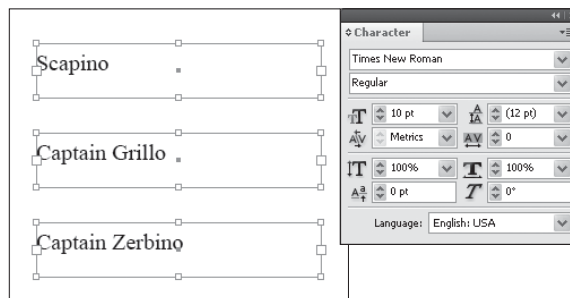 Scapino
Captain Grillo
Captain Zerbino
Character
Times New Roman
Regular
10 pt (12 pt)
Metrics 0
100% 100%
0 pt 0°
Language: English: USA